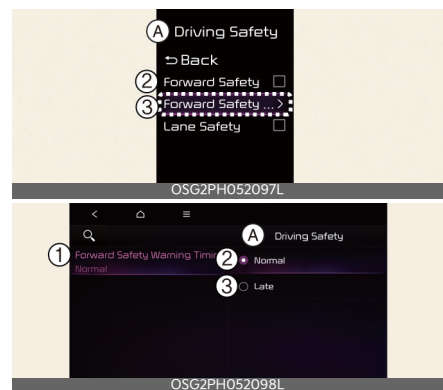 A Driving Safety
Back
2 Forward Safety
3 Forward Safety ... >
Lane Safety
OSG2PH052097L
A Driving Safety
1 Forward Safety Warning Timin
Normal
2 Normal
3 Late
OSG2PH052098L